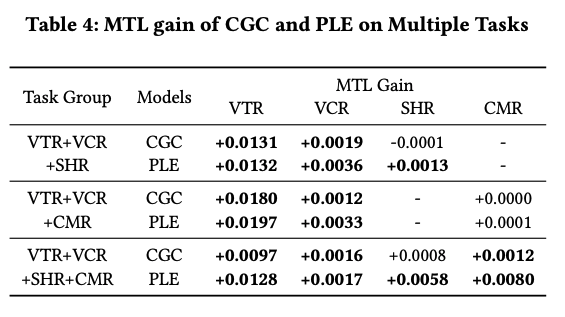 Table 4: MTL gain of CGC and PLE on Multiple Tasks
Task Group Models MTL Gain
VTR VCR SHR CMR
VTR+VCR CGC +0.0131 +0.0019 -0.0001 -
+SHR PLE +0.0132 +0.0036 +0.0013 -
VTR+VCR CGC +0.0180 +0.0012 - +0.0000
+CMR PLE +0.0197 +0.0033 - +0.0001
VTR+VCR CGC +0.0097 +0.0016 +0.0008 +0.0012
+SHR+CMR PLE +0.0128 +0.0017 +0.0058 +0.0080